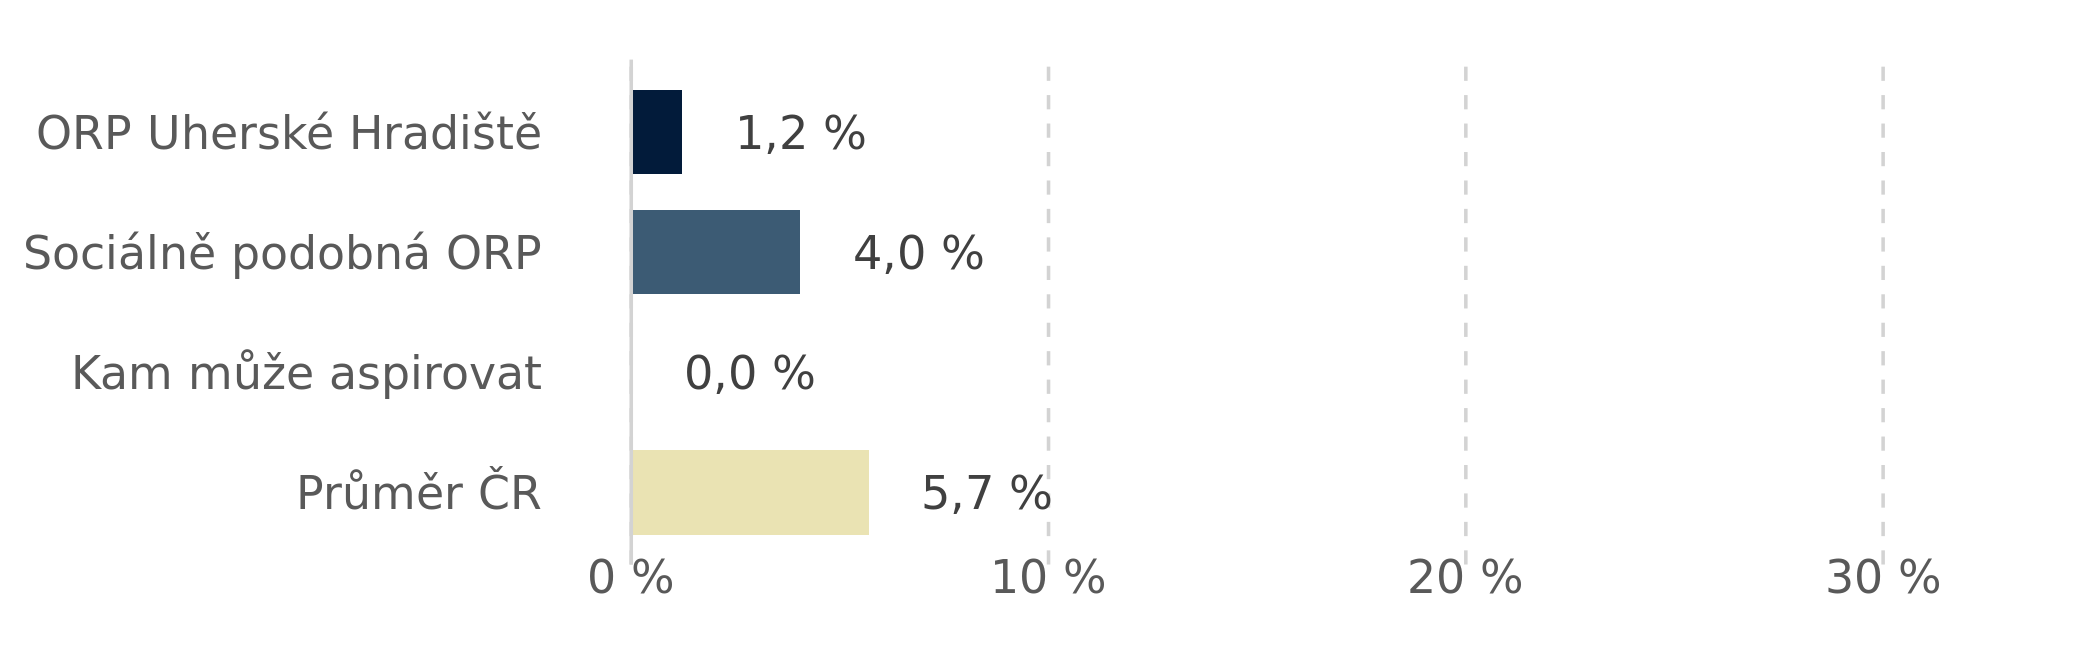 ORP Uherské Hradiště 1,2 %
Sociálně podobná ORP 4,0 %
Kam může aspirovat 0,0 %
Průměr ČR 5,7 %
0 % 10 % 20 % 30 %